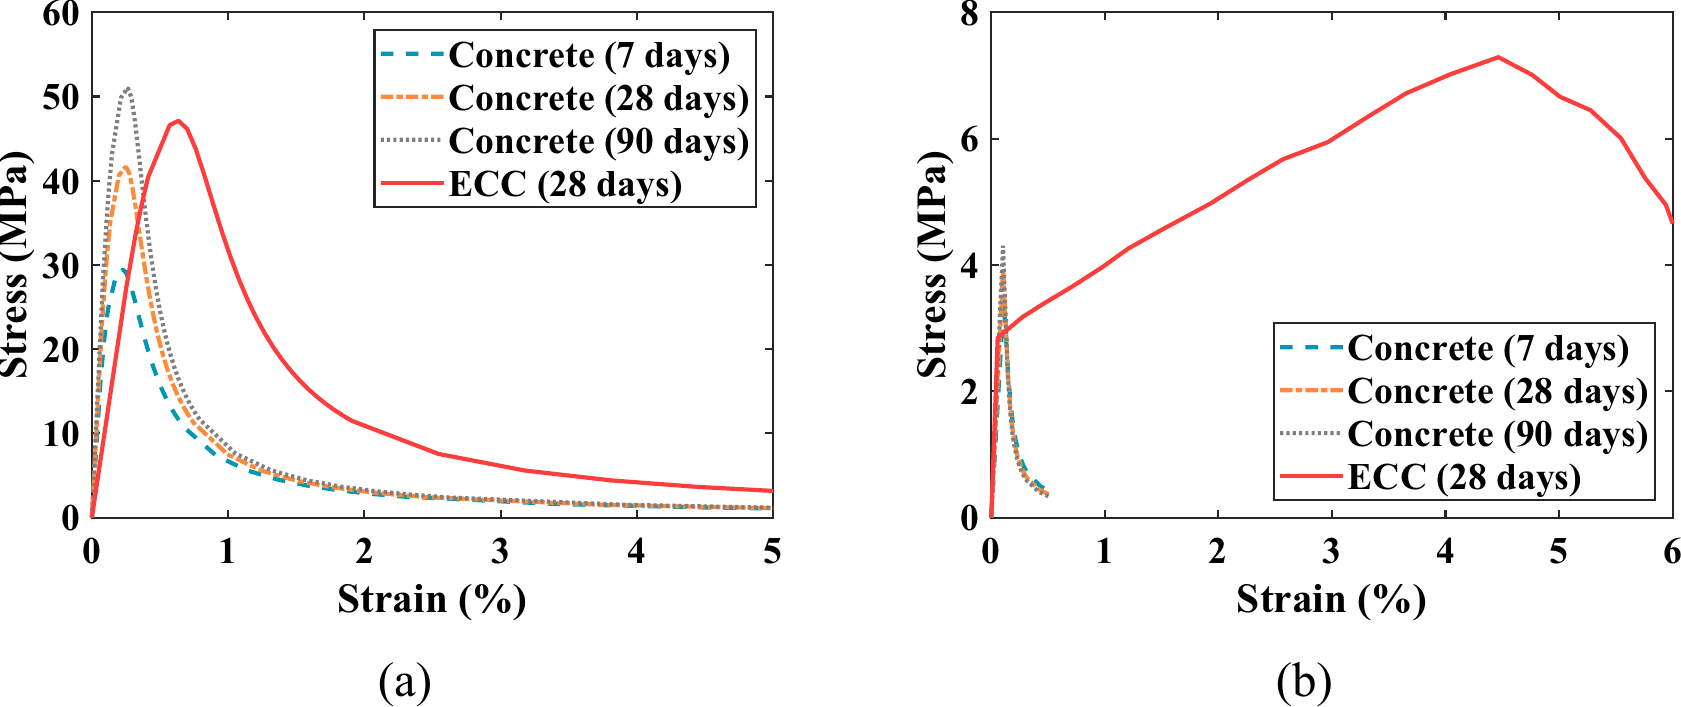 60
50
40
30
20
10
0
Stress (MPa)
Concrete (7 days)
Concrete (28 days)
Concrete (90 days)
ECC (28 days)
0 1 2 3 4 5
Strain (%)
(a)
8
6
4
2
0
Stress (MPa)
Concrete (7 days)
Concrete (28 days)
Concrete (90 days)
ECC (28 days)
0 1 2 3 4 5 6
Strain (%)
(b)